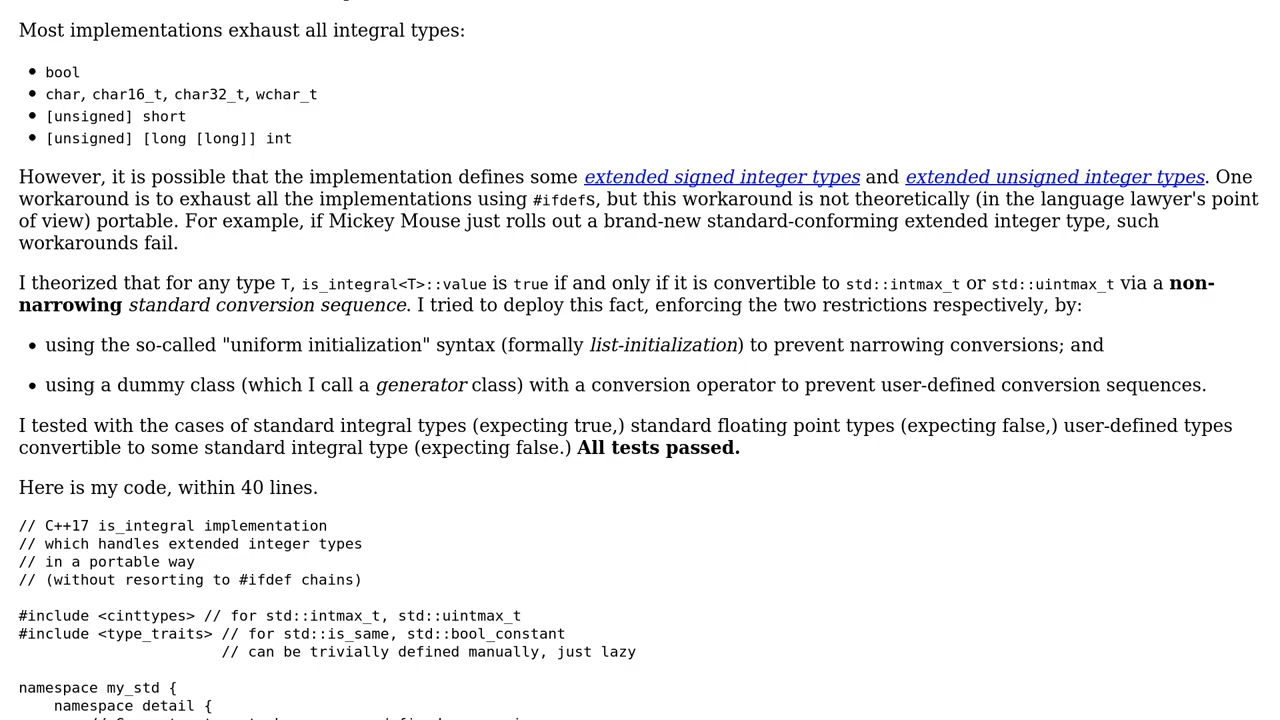 Most implementations exhaust all integral types:
• bool
• char, char16_t, char32_t, wchar_t
• [unsigned] short
• [unsigned] [long [long]] int
However, it is possible that the implementation defines some extended signed integer types and extended unsigned integer types. One
workaround is to exhaust all the implementations using #ifdefs, but this workaround is not theoretically (in the language lawyer's point
of view) portable. For example, if Mickey Mouse just rolls out a brand-new standard-conforming extended integer type, such
workarounds fail.
I theorized that for any type T, is_integral<T>::value is true if and only if it is convertible to std::intmax_t or std::uintmax_t via a non-
narrowing standard conversion sequence. I tried to deploy this fact, enforcing the two restrictions respectively, by:
• using the so-called "uniform initialization" syntax (formally list-initialization) to prevent narrowing conversions; and
• using a dummy class (which I call a generator class) with a conversion operator to prevent user-defined conversion sequences.
I tested with the cases of standard integral types (expecting true,) standard floating point types (expecting false,) user-defined types
convertible to some standard integral type (expecting false.) All tests passed.
Here is my code, within 40 lines.
// C++17 is_integral implementation
// which handles extended integer types
// in a portable way
// (without resorting to #ifdef chains)
#include <cinttypes> // for std::intmax_t, std::uintmax_t
#include <type_traits> // for std::is_same, std::bool_constant
// can be trivially defined manually, just lazy
namespace my_std {
namespace detail {